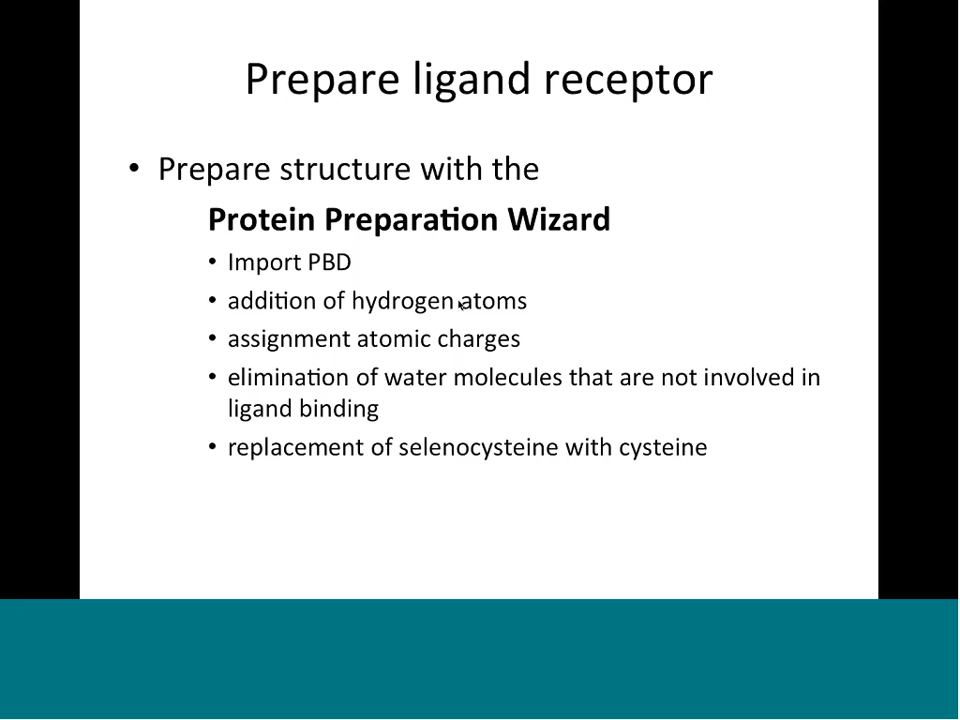 Prepare ligand receptor
• Prepare structure with the
Protein Preparation Wizard
• Import PBD
• addition of hydrogen atoms
• assignment atomic charges
• elimination of water molecules that are not involved in
ligand binding
• replacement of selenocysteine with cysteine